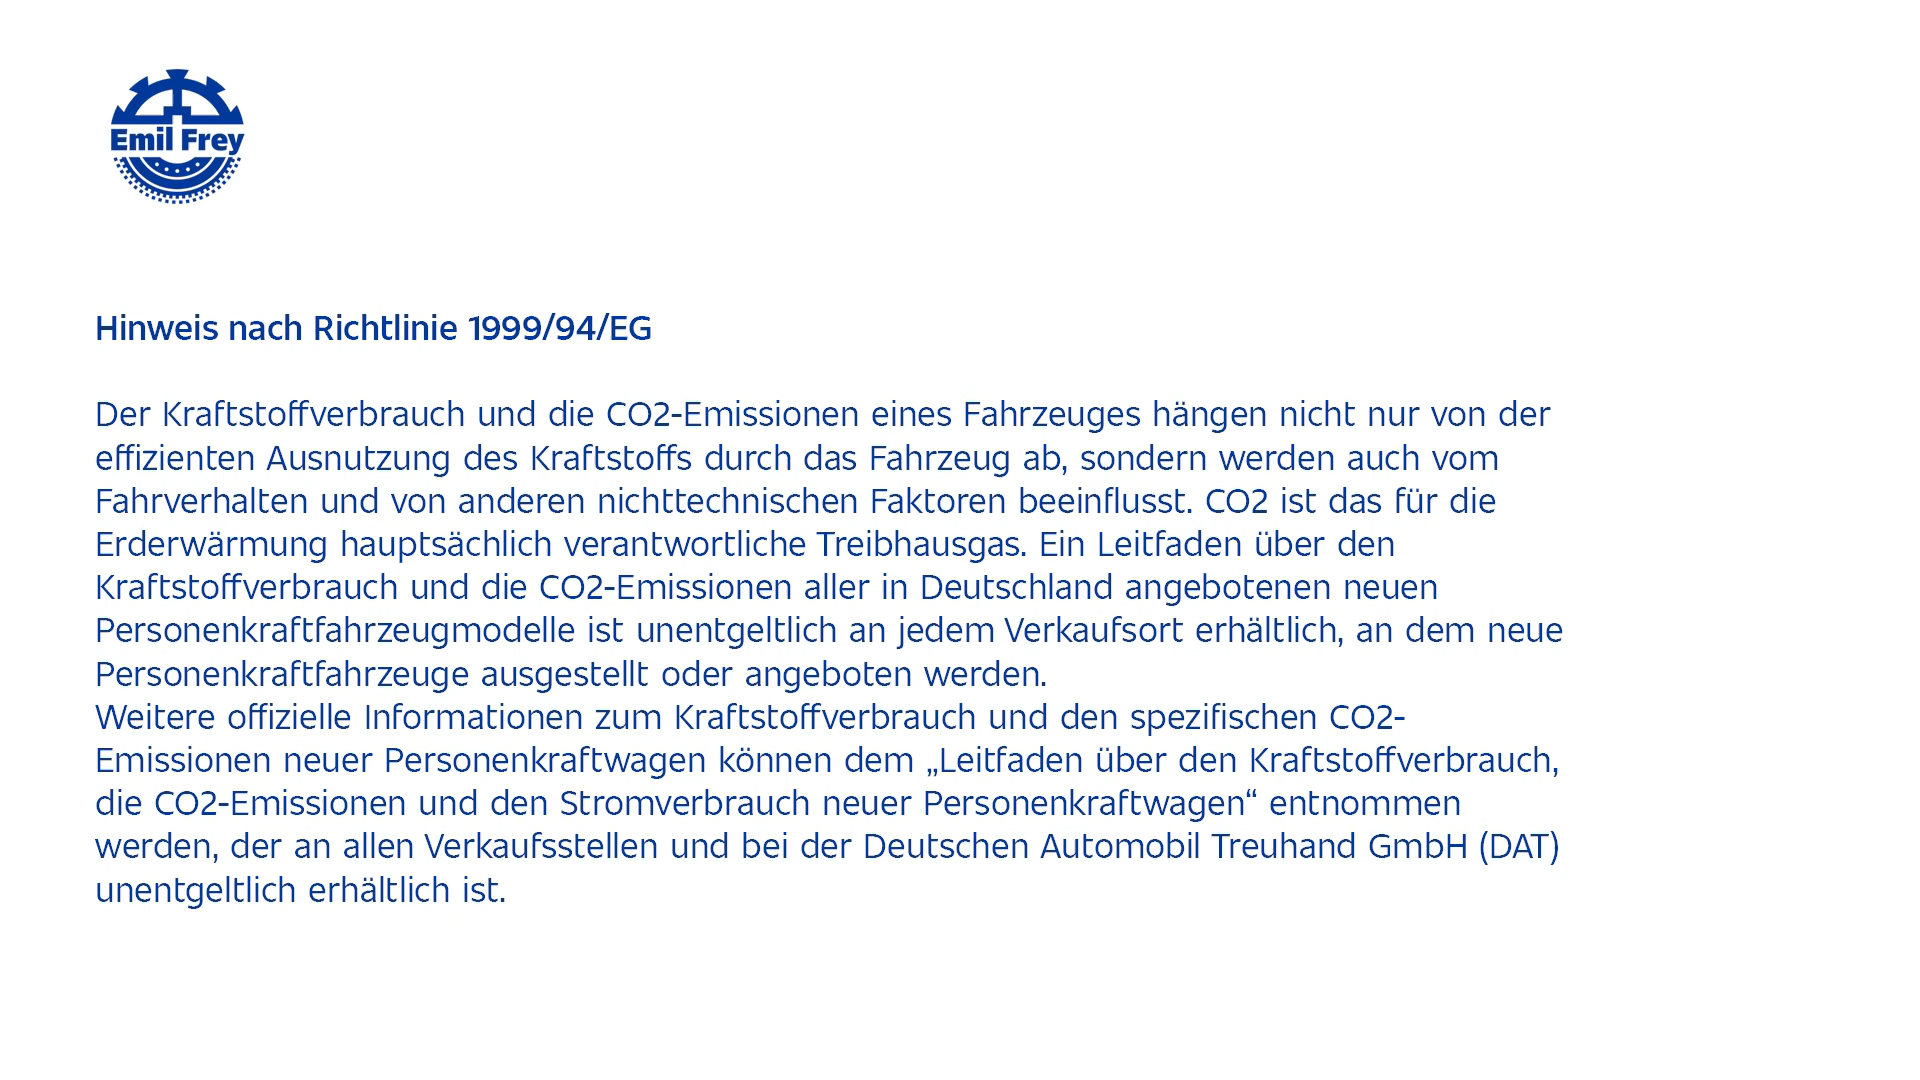 Emil Frey
Hinweis nach Richtlinie 1999/94/EG
Der Kraftstoffverbrauch und die CO2-Emissionen eines Fahrzeuges hängen nicht nur von der
effizienten Ausnutzung des Kraftstoffs durch das Fahrzeug ab, sondern werden auch vom
Fahrverhalten und von anderen nichttechnischen Faktoren beeinflusst. CO2 ist das für die
Erderwärmung hauptsächlich verantwortliche Treibhausgas. Ein Leitfaden über den
Kraftstoffverbrauch und die CO2-Emissionen aller in Deutschland angebotenen neuen
Personenkraftfahrzeugmodelle ist unentgeltlich an jedem Verkaufsort erhältlich, an dem neue
Personenkraftfahrzeuge ausgestellt oder angeboten werden.
Weitere offizielle Informationen zum Kraftstoffverbrauch und den spezifischen CO2-
Emissionen neuer Personenkraftwagen können dem „Leitfaden über den Kraftstoffverbrauch,
die CO2-Emissionen und den Stromverbrauch neuer Personenkraftwagen“ entnommen
werden, der an allen Verkaufsstellen und bei der Deutschen Automobil Treuhand GmbH (DAT)
unentgeltlich erhältlich ist.